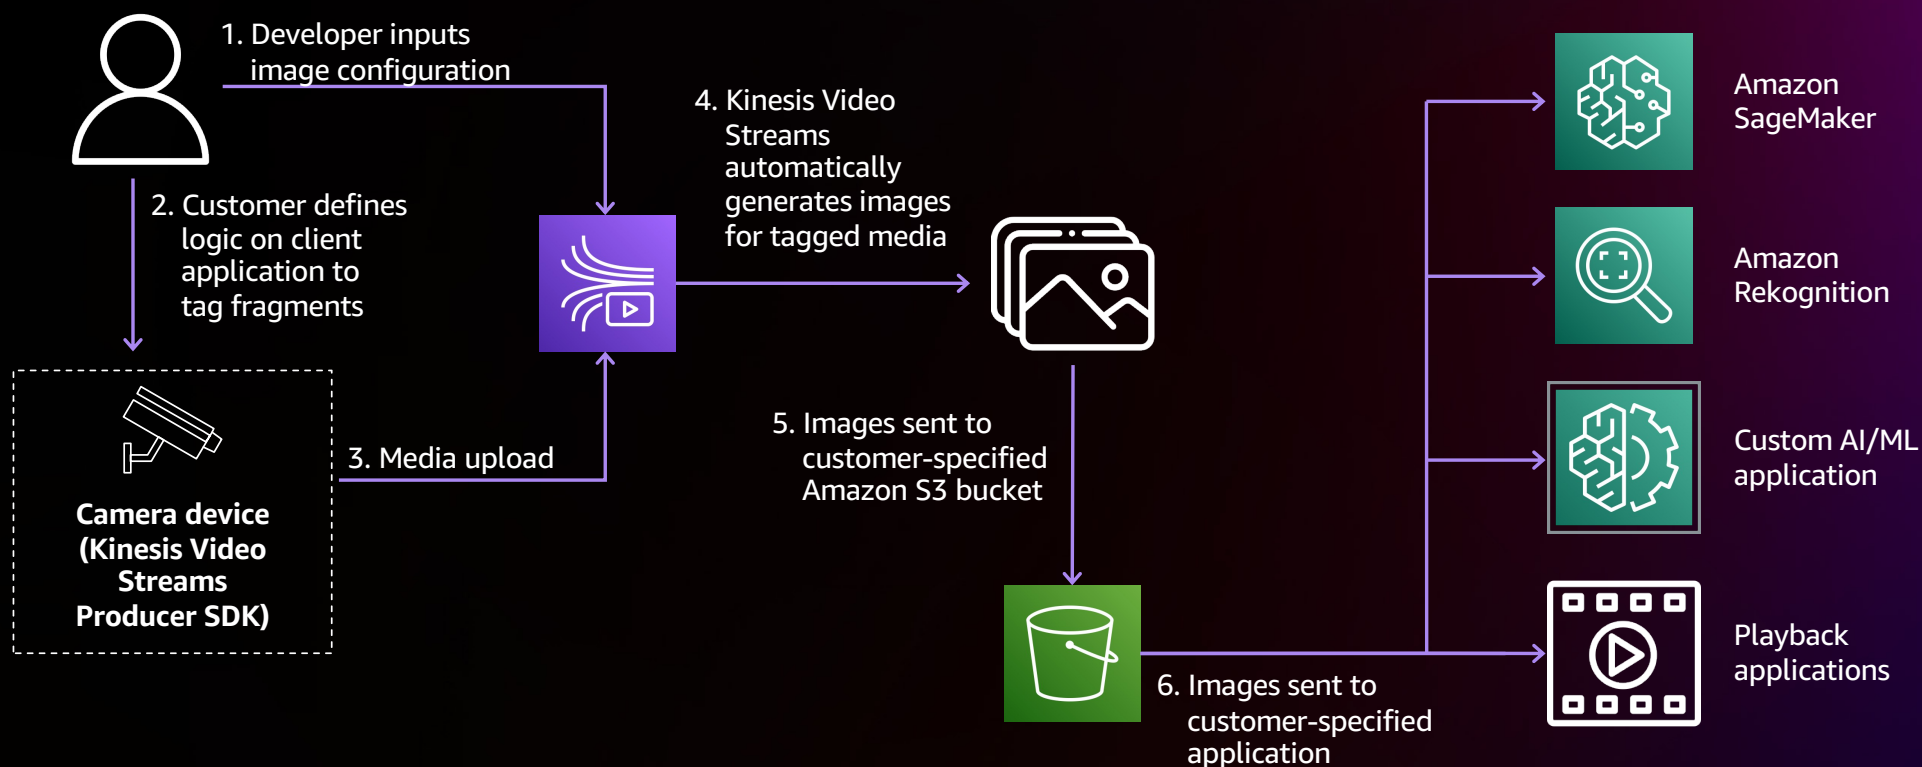 1. Developer inputs
image configuration
2. Customer defines
logic on client
application to
tag fragments
Camera device
(Kinesis Video
Streams
Producer SDK)
3. Media upload
4. Kinesis Video
Streams
automatically
generates images
for tagged media
5. Images sent to
customer-specified
Amazon S3 bucket
6. Images sent to
customer-specified
application
Amazon
SageMaker
Amazon
Rekognition
Custom AI/ML
application
Playback
applications